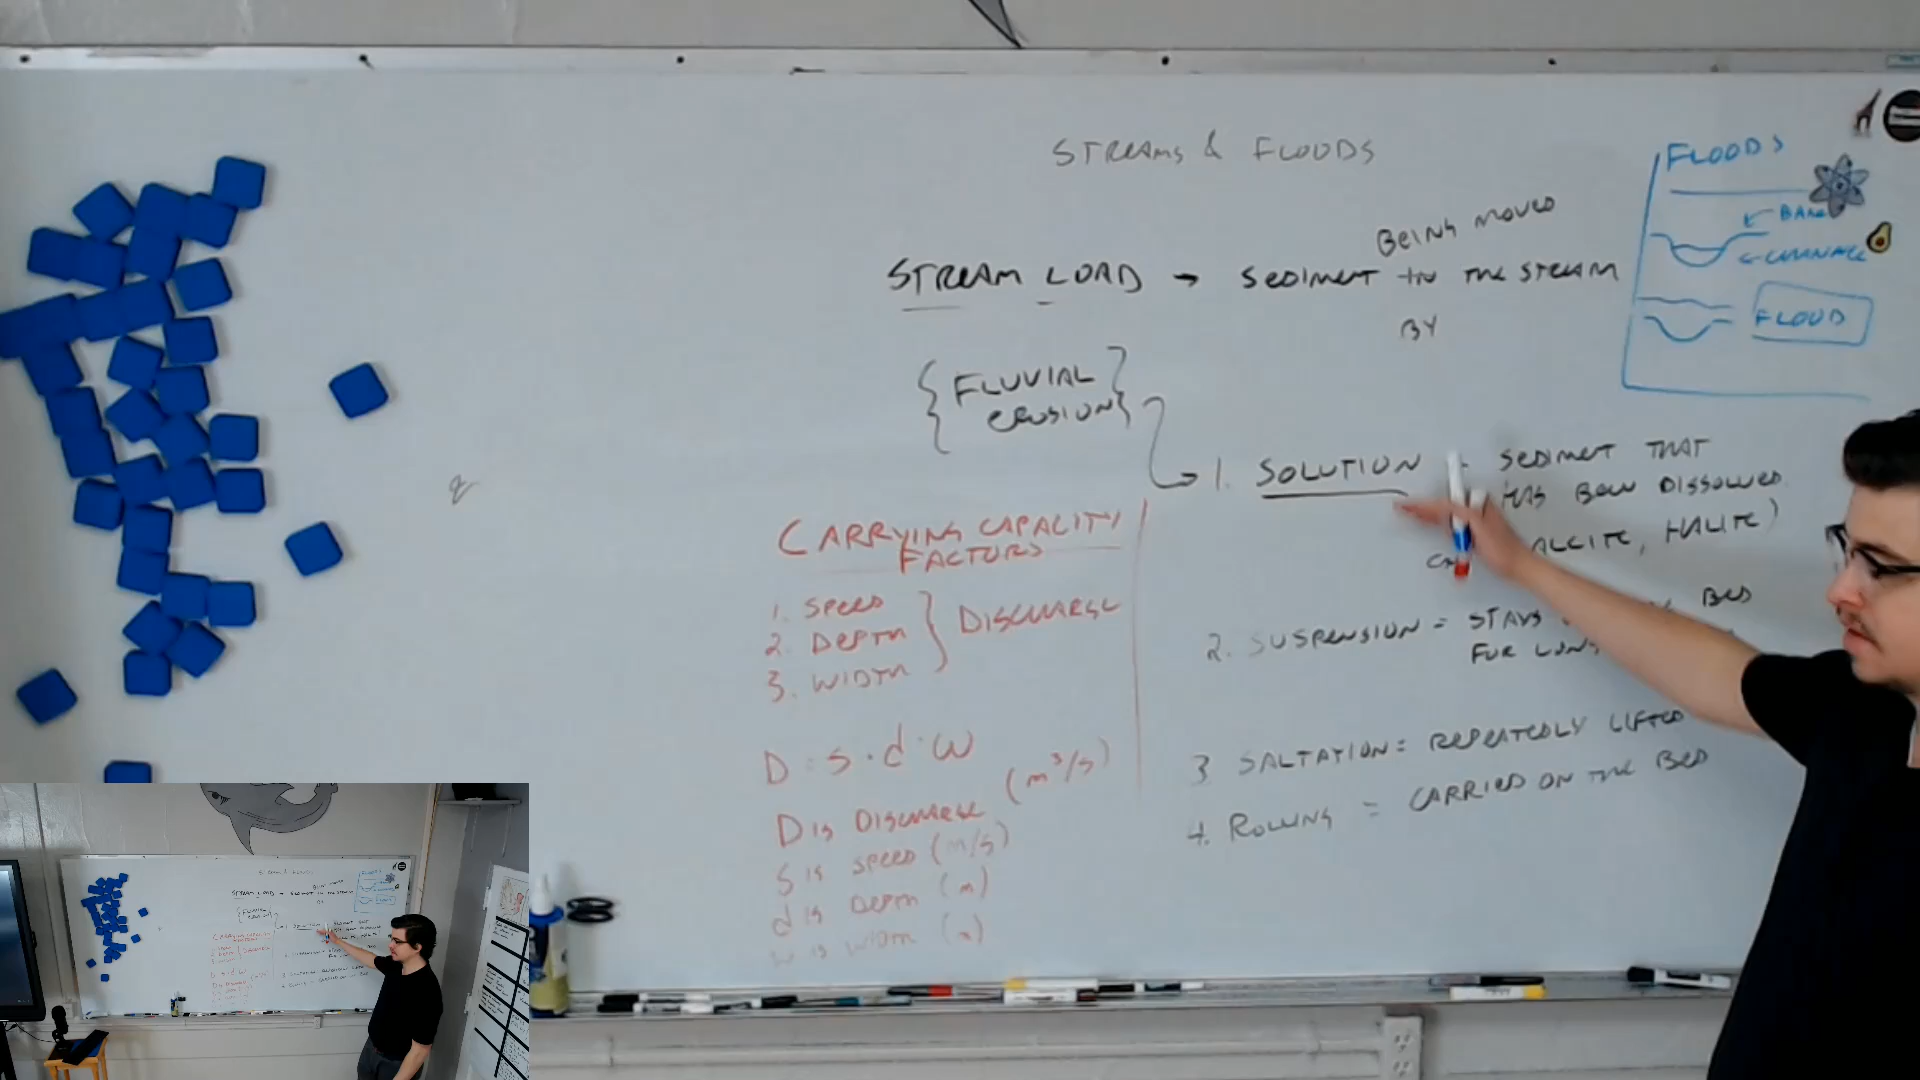 STREAMS & FLOODS
FLOODS
BANK
CHANNEL
FLOOD
BEING MOVED
STREAM LOAD → SEDIMENT IN THE STREAM
BY
{FLUVIAL
EROSION}
1. SOLUTION - SEDIMENT THAT
HAS BEEN DISSOLVED
CALCITE, HALITE)
2. SUSPENSION = STAYS BED
FOR LONG
3 SALTATION = REPEATEDLY LIFTED
4. ROLLING = CARRIED ON THE BED
CARRYING CAPACITY
FACTORS
1. SPEED
2. DEPTH } DISCHARGE
3. WIDTH
D = s · d · w
D IS DISCHARGE (m³/s)
S IS SPEED (m/s)
d IS DEPTH (m)
w IS WIDTH (m)